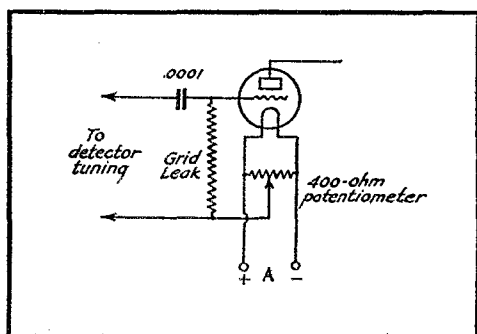 .0001
To
detector
tuning
Grid
Leak
400-ohm
potentiometer
+ A −